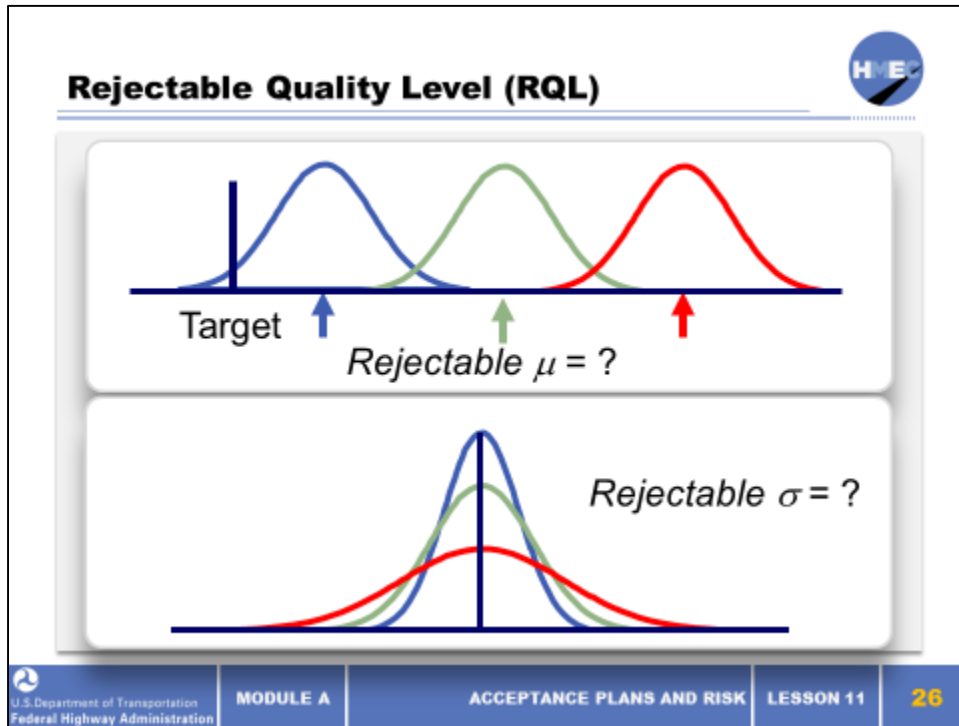 Rejectable Quality Level (RQL)
HMEC
Target
Rejectable μ = ?
Rejectable σ = ?
U.S.Department of Transportation
Federal Highway Administration
MODULE A
ACCEPTANCE PLANS AND RISK
LESSON 11
26